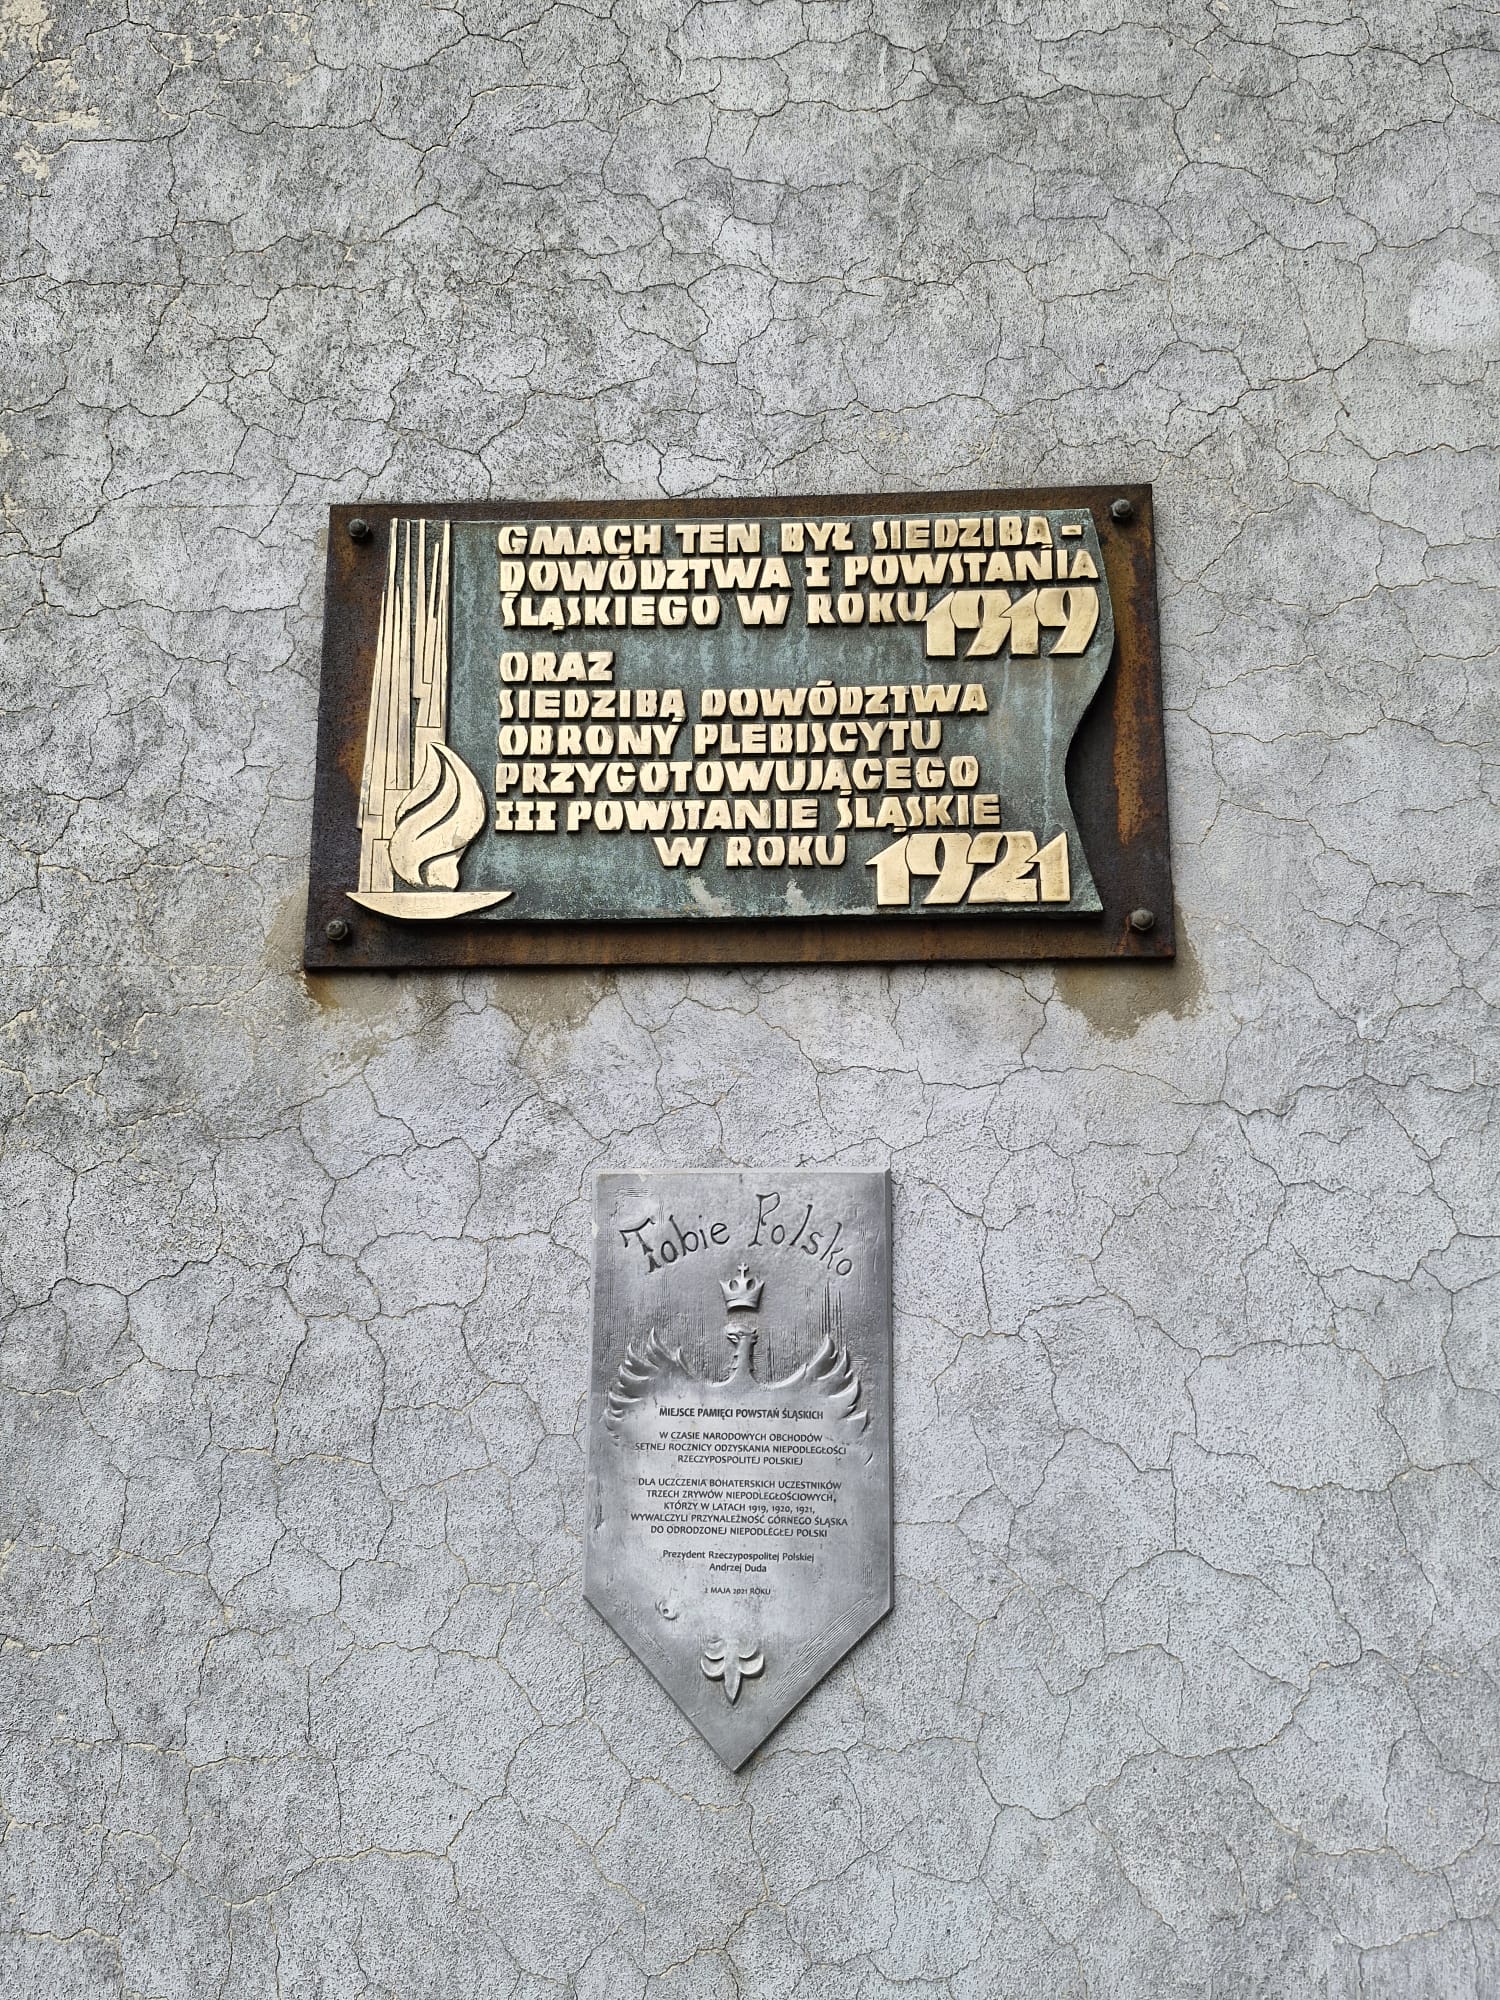 GMACH TEN BYŁ SIEDZIBĄ -
DOWÓDZTWA I POWSTANIA
ŚLĄSKIEGO W ROKU 1919
ORAZ
SIEDZIBĄ DOWÓDZTWA
OBRONY PLEBISCYTU
PRZYGOTOWUJĄCEGO
III POWSTANIE ŚLĄSKIE
W ROKU 1921
Tobie Polsko
MIEJSCE PAMIĘCI POWSTAŃ ŚLĄSKICH
W CZASIE NARODOWYCH OBCHODÓW
SETNEJ ROCZNICY ODZYSKANIA NIEPODLEGŁOŚCI
RZECZYPOSPOLITEJ POLSKIEJ
DLA UCZCZENIA BOHATERSKICH UCZESTNIKÓW
TRZECH ZRYWÓW NIEPODLEGŁOŚCIOWYCH,
KTÓRZY W LATACH 1919, 1920, 1921,
WYWALCZYLI PRZYNALEŻNOŚĆ GÓRNEGO ŚLĄSKA
DO ODRODZONEJ NIEPODLEGŁEJ POLSKI
Prezydent Rzeczypospolitej Polskiej
Andrzej Duda
2 MAJA 2021 ROKU